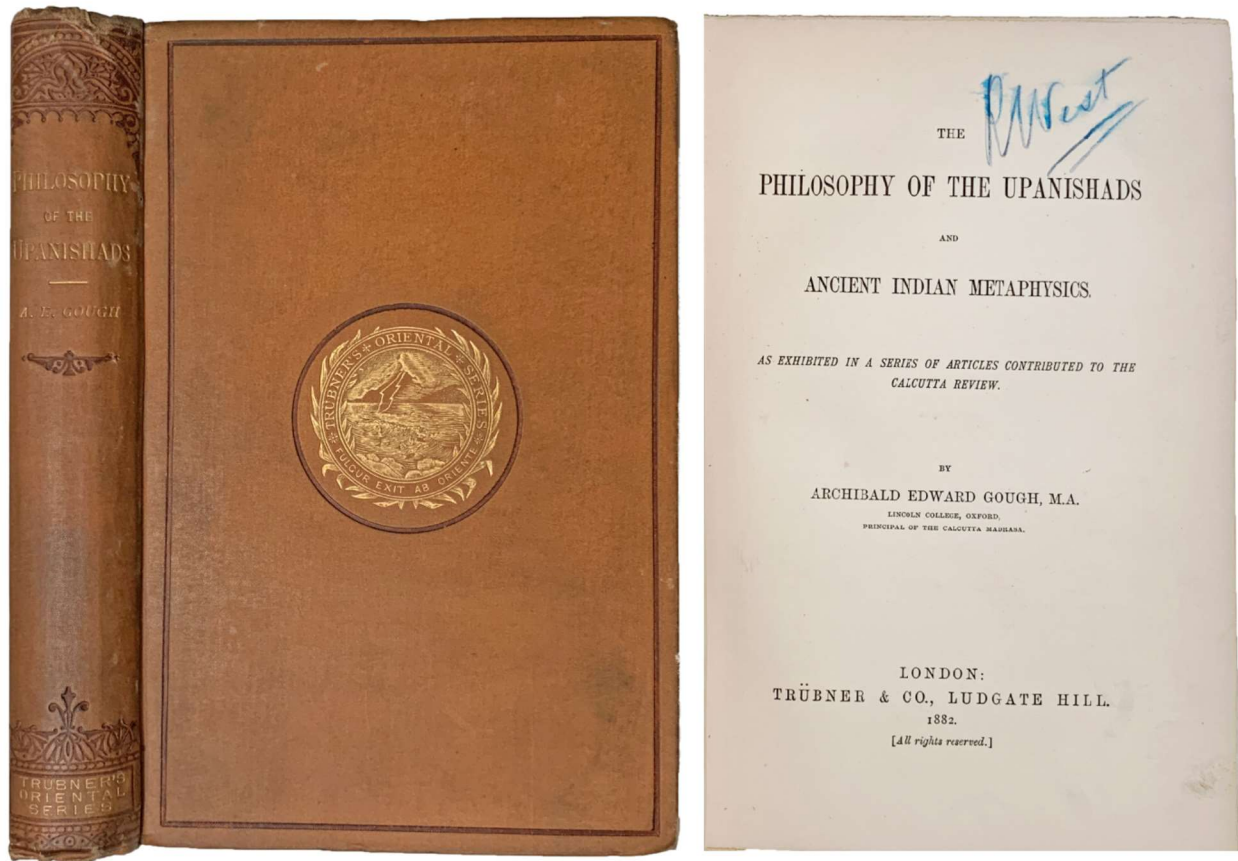 PHILOSOPHY
OF THE
UPANISHADS
A. E. GOUGH
TRÜBNER'S
ORIENTAL
SERIES
TRÜBNER'S ORIENTAL SERIES
FULGUR EXIT AB ORIENTE
R West
THE
PHILOSOPHY OF THE UPANISHADS
AND
ANCIENT INDIAN METAPHYSICS.
AS EXHIBITED IN A SERIES OF ARTICLES CONTRIBUTED TO THE
CALCUTTA REVIEW.
BY
ARCHIBALD EDWARD GOUGH, M.A.
LINCOLN COLLEGE, OXFORD,
PRINCIPAL OF THE CALCUTTA MADRASA.
LONDON:
TRÜBNER & CO., LUDGATE HILL.
1882.
[All rights reserved.]